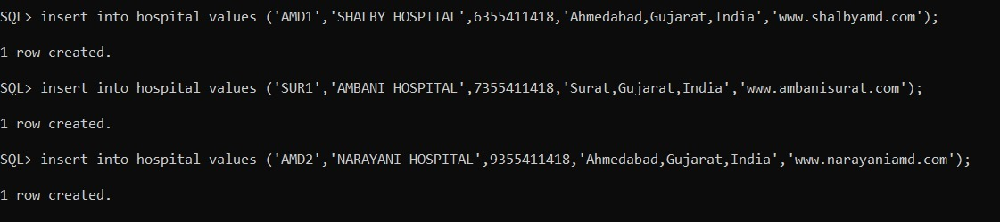 SQL> insert into hospital values ('AMD1','SHALBY HOSPITAL',6355411418,'Ahmedabad,Gujarat,India','www.shalbyamd.com');
1 row created.
SQL> insert into hospital values ('SUR1','AMBANI HOSPITAL',7355411418,'Surat,Gujarat,India','www.ambanisurat.com');
1 row created.
SQL> insert into hospital values ('AMD2','NARAYANI HOSPITAL',9355411418,'Ahmedabad,Gujarat,India','www.narayaniamd.com');
1 row created.